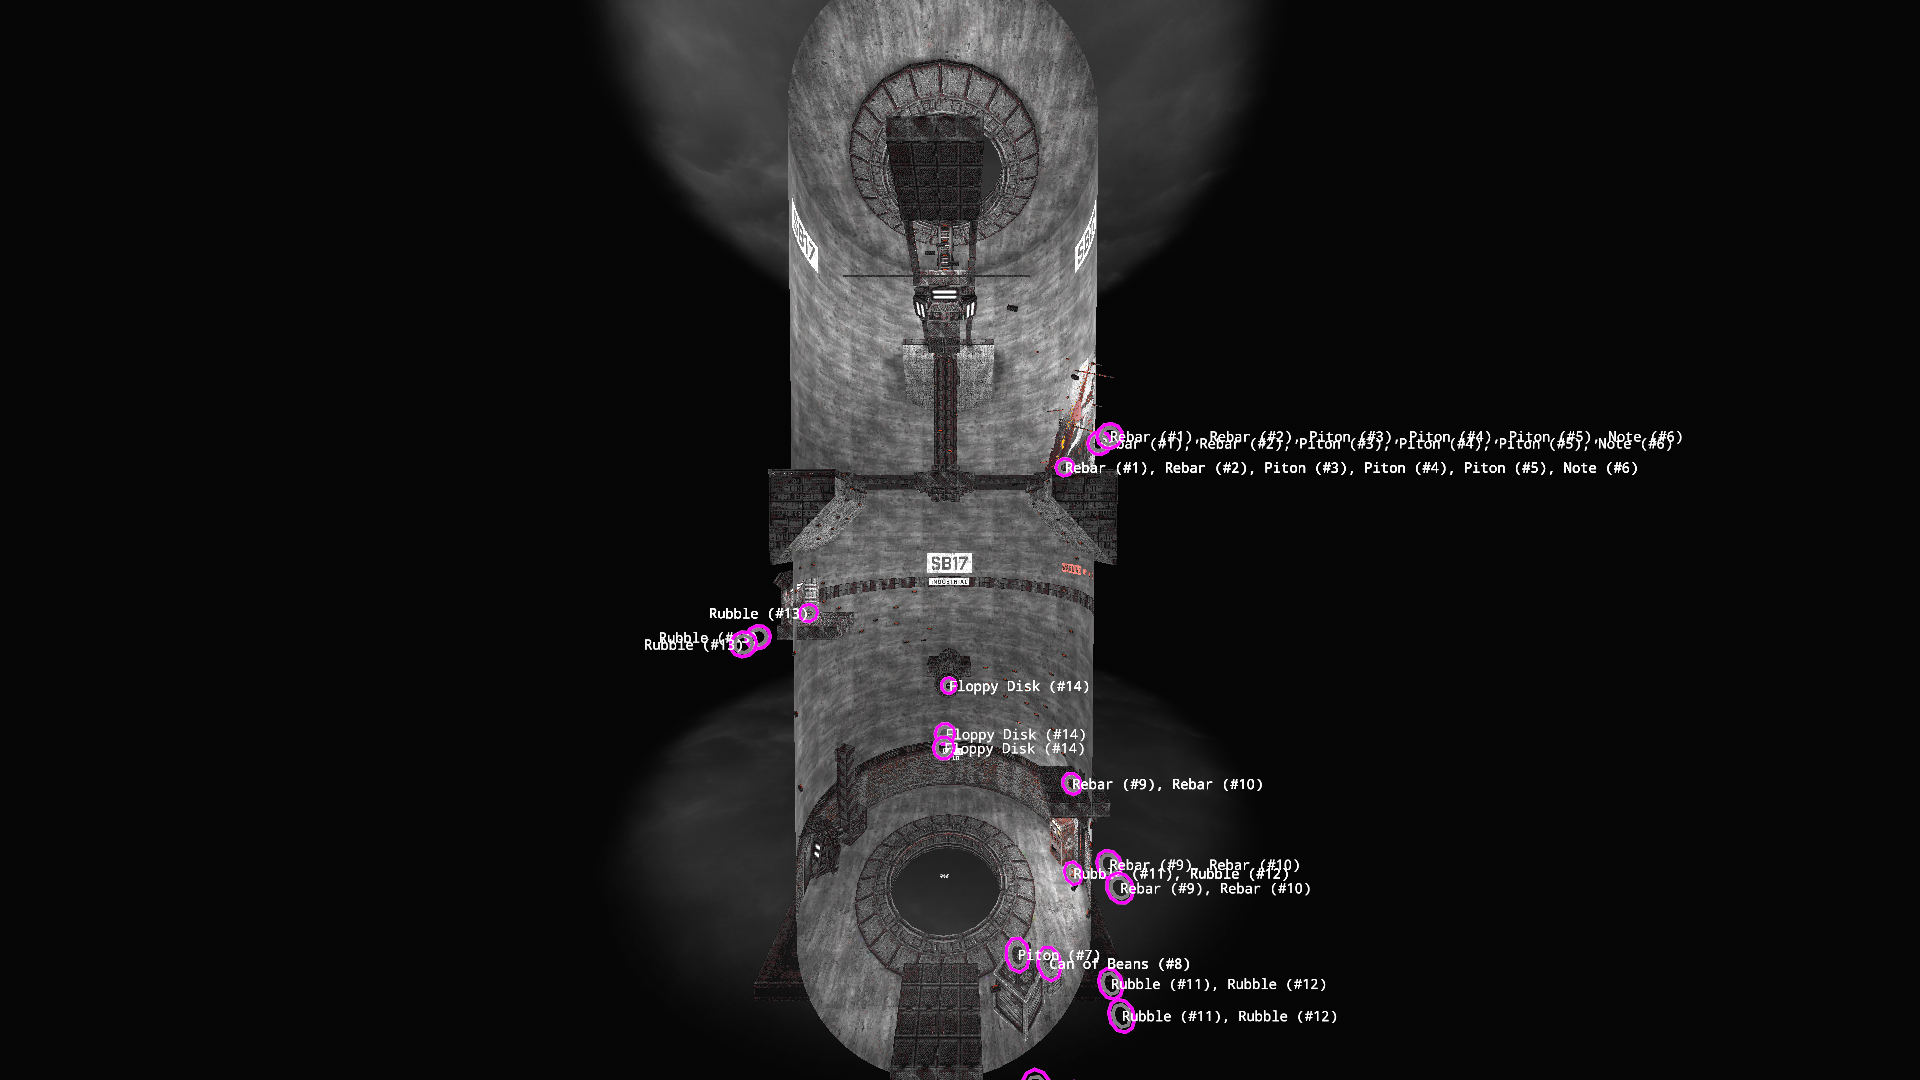 SB17
Rebar (#1), Rebar (#2), Piton (#3), Piton (#4), Piton (#5), Note (#6)
Rebar (#1), Rebar (#2), Piton (#3), Piton (#4), Piton (#5), Note (#6)
Rebar (#1), Rebar (#2), Piton (#3), Piton (#4), Piton (#5), Note (#6)
SB17
INDUSTRIAL
Rubble (#13)
Rubble (#
Rubble (#13)
Floppy Disk (#14)
Floppy Disk (#14)
Floppy Disk (#14)
Rebar (#9), Rebar (#10)
Rebar (#9), Rebar (#10)
Rubble (#11), Rubble (#12)
Rebar (#9), Rebar (#10)
Piton (#7)
Can of Beans (#8)
Rubble (#11), Rubble (#12)
Rubble (#11), Rubble (#12)